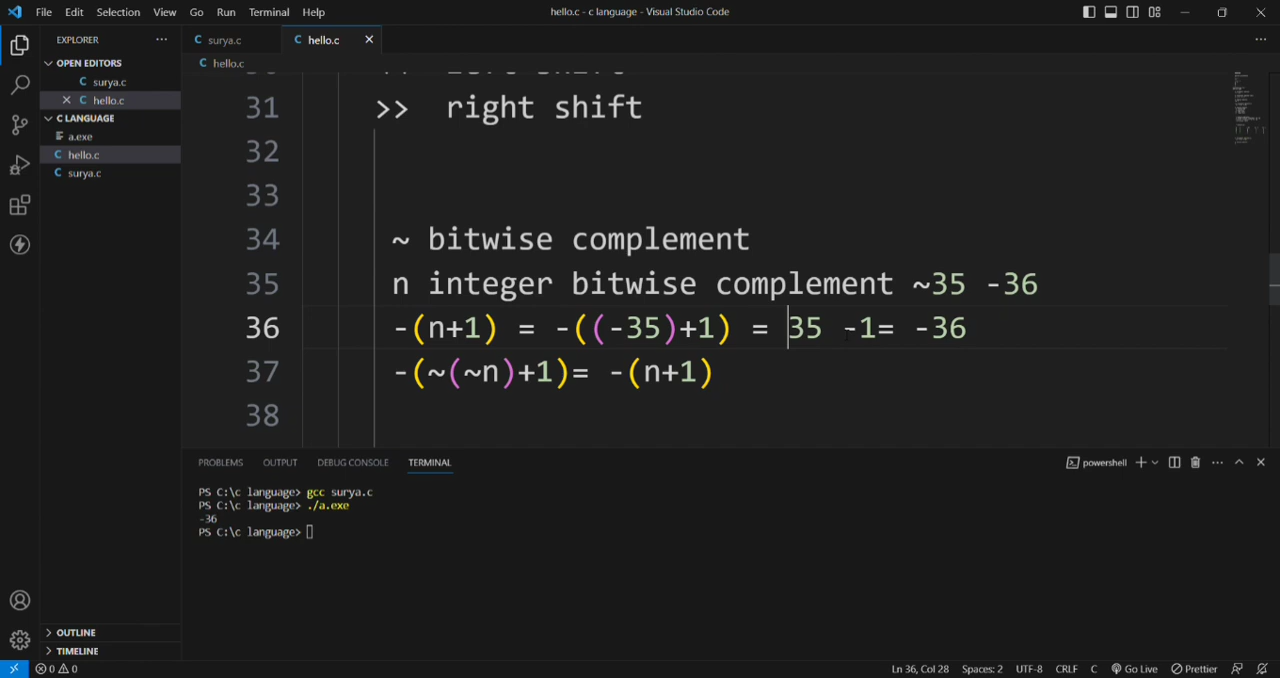 File Edit Selection View Go Run Terminal Help
hello.c - c language - Visual Studio Code
EXPLORER
OPEN EDITORS
surya.c
hello.c
C LANGUAGE
a.exe
hello.c
surya.c
OUTLINE
TIMELINE
surya.c hello.c
hello.c
31 >> right shift
32
33
34 ~ bitwise complement
35 n integer bitwise complement ~35 -36
36 -(n+1) = -((-35)+1) = 35 -1= -36
37 -(~(~n)+1)= -(n+1)
38
PROBLEMS OUTPUT DEBUG CONSOLE TERMINAL
powershell
PS C:\c language> gcc surya.c
PS C:\c language> ./a.exe
-36
PS C:\c language>
0 0 Ln 36, Col 28 Spaces: 2 UTF-8 CRLF C Go Live Prettier